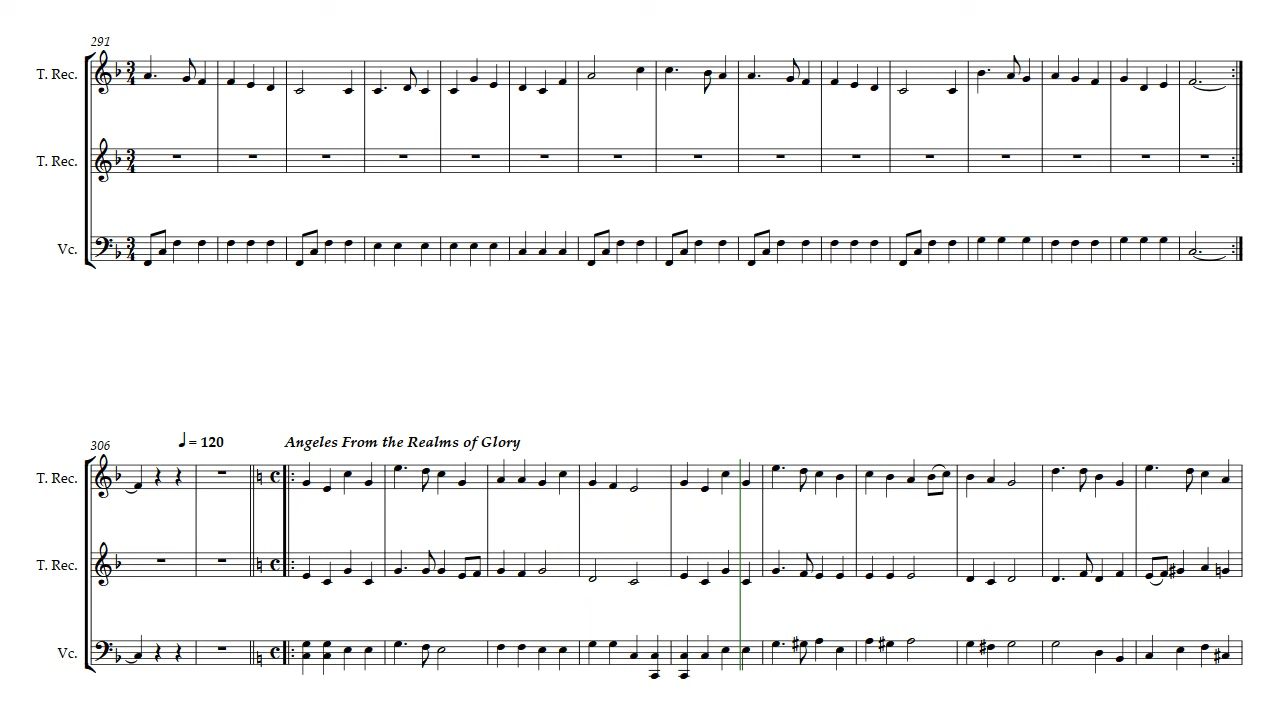 291
T. Rec.
T. Rec.
Vc.
306
= 120
Angeles From the Realms of Glory
T. Rec.
T. Rec.
Vc.